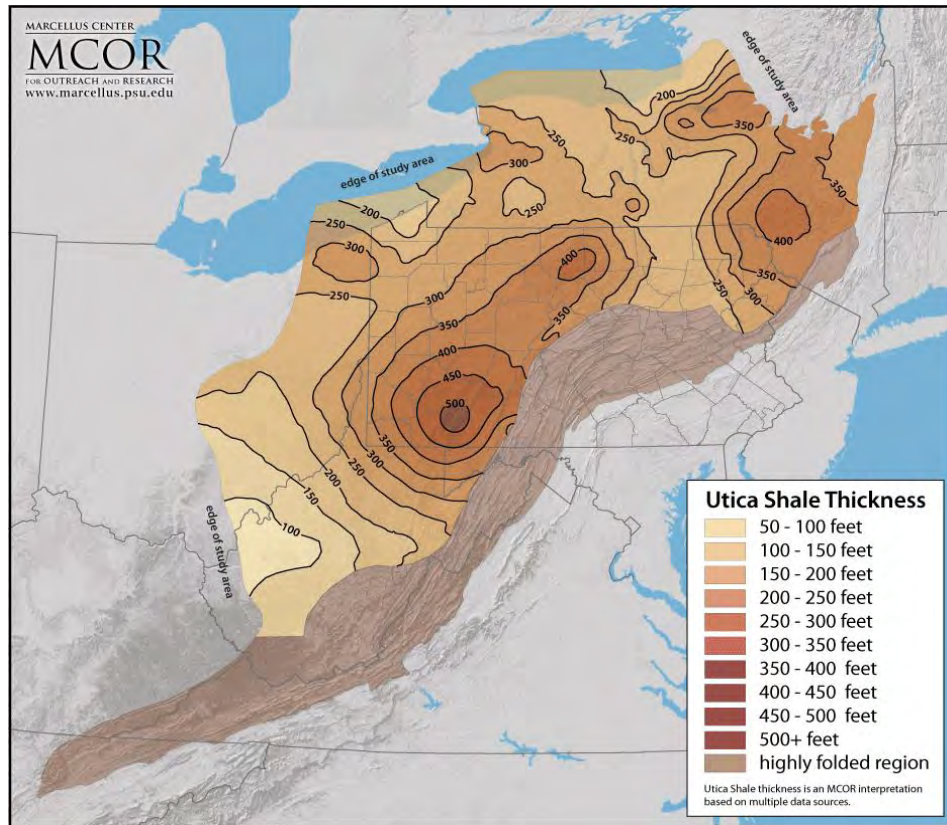 MARCELLUS CENTER
MCOR
FOR OUTREACH AND RESEARCH
www.marcellus.psu.edu
edge of study area
200
350
250
300
250
350
400
edge of study area
200
250
300
250
400
350
300
250
300
350
350
400
450
500
350
300
250
200
150
100
edge of study area
Utica Shale Thickness
50 - 100 feet
100 - 150 feet
150 - 200 feet
200 - 250 feet
250 - 300 feet
300 - 350 feet
350 - 400 feet
400 - 450 feet
450 - 500 feet
500+ feet
highly folded region
Utica Shale thickness is an MCOR interpretation
based on multiple data sources.